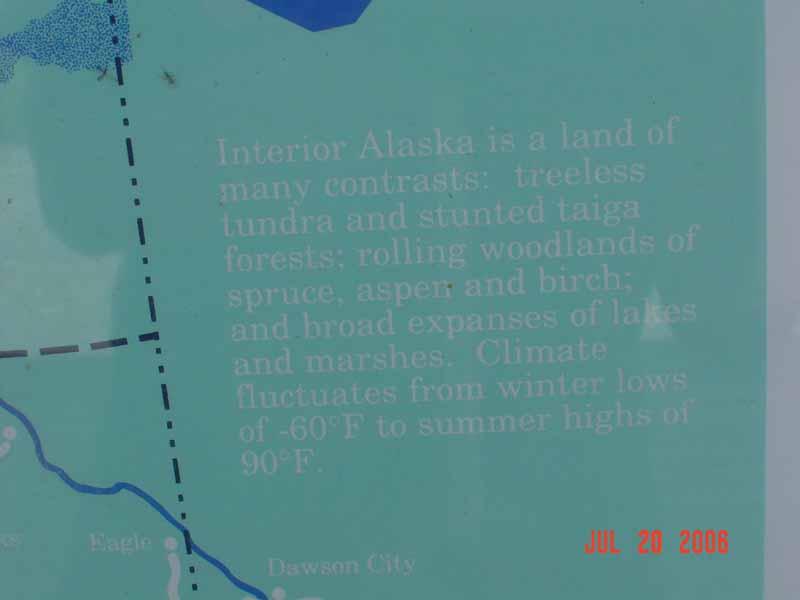 Interior Alaska is a land of
many contrasts: treeless
tundra and stunted taiga
forests; rolling woodlands of
spruce, aspen and birch;
and broad expanses of lakes
and marshes. Climate
fluctuates from winter lows
of -60°F to summer highs of
90°F.
ks
Eagle
Dawson City
JUL 20 2006